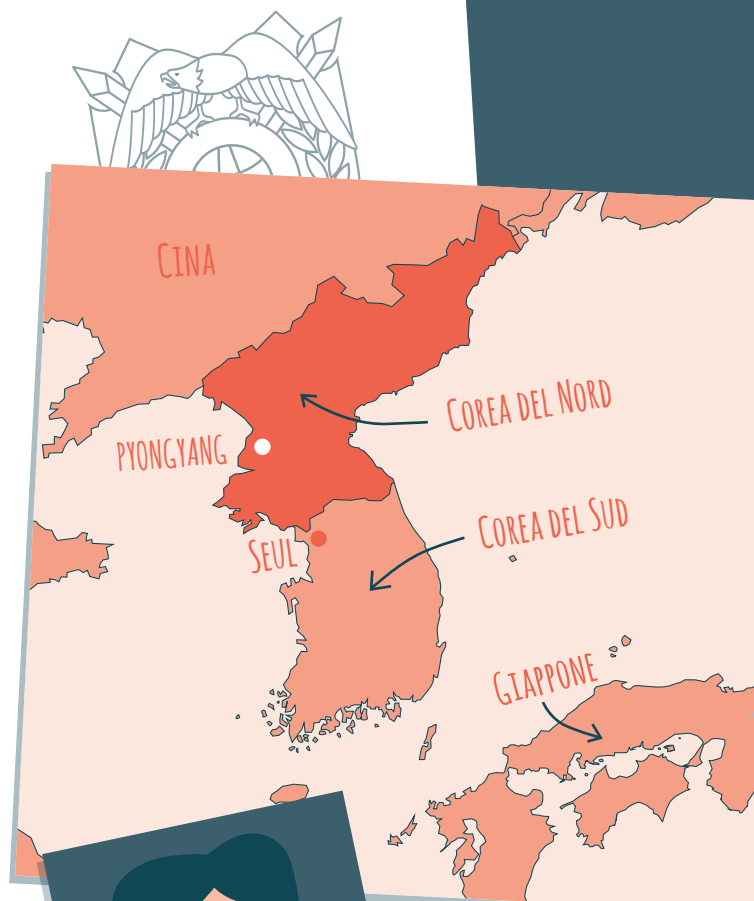 Cina
Corea del Nord
Pyongyang
Corea del Sud
Seul
Giappone